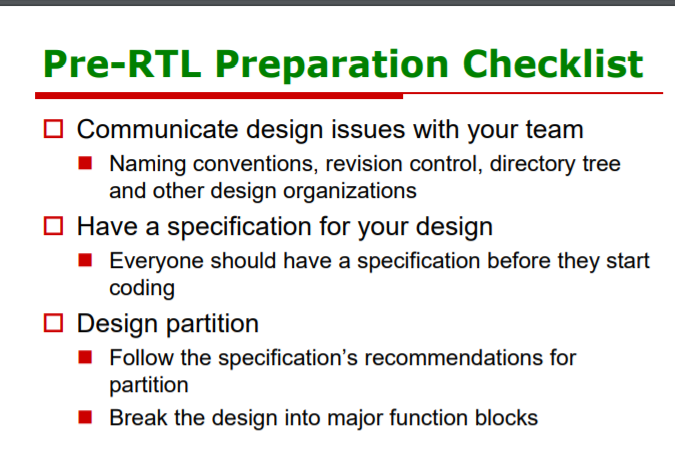 Pre-RTL Preparation Checklist
Communicate design issues with your team
Naming conventions, revision control, directory tree
and other design organizations
Have a specification for your design
Everyone should have a specification before they start
coding
Design partition
Follow the specification’s recommendations for
partition
Break the design into major function blocks